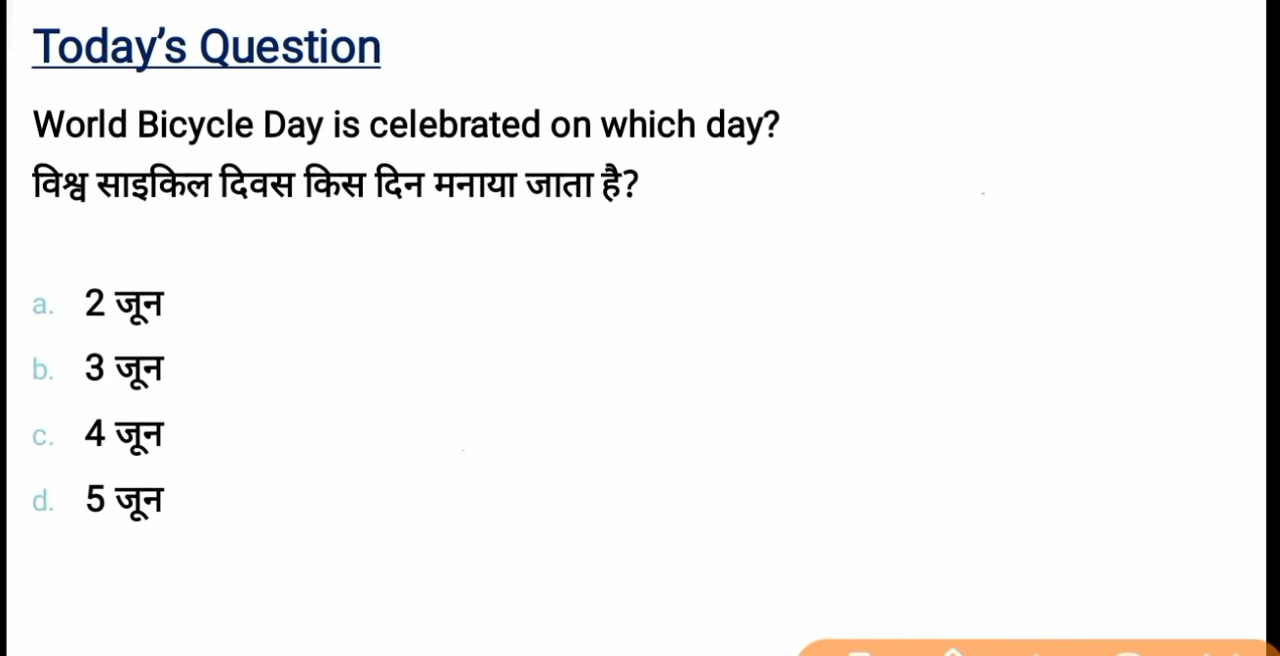 Today's Question
World Bicycle Day is celebrated on which day?
विश्व साइकिल दिवस किस दिन मनाया जाता है?
a. 2 जून
b. 3 जून
c. 4 जून
d. 5 जून